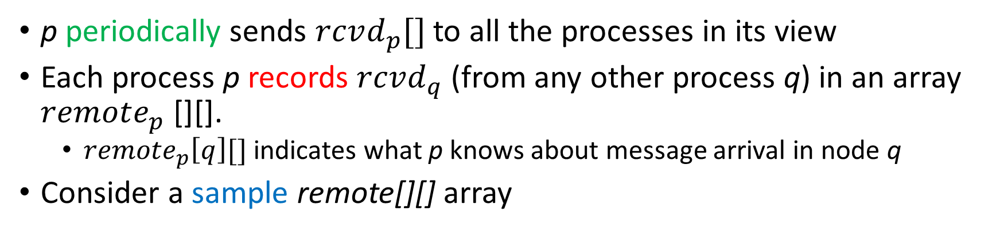 • p periodically sends rcvd_p[] to all the processes in its view
• Each process p records rcvd_q (from any other process q) in an array
remote_p [][].
• remote_p[q][] indicates what p knows about message arrival in node q
• Consider a sample remote[][] array